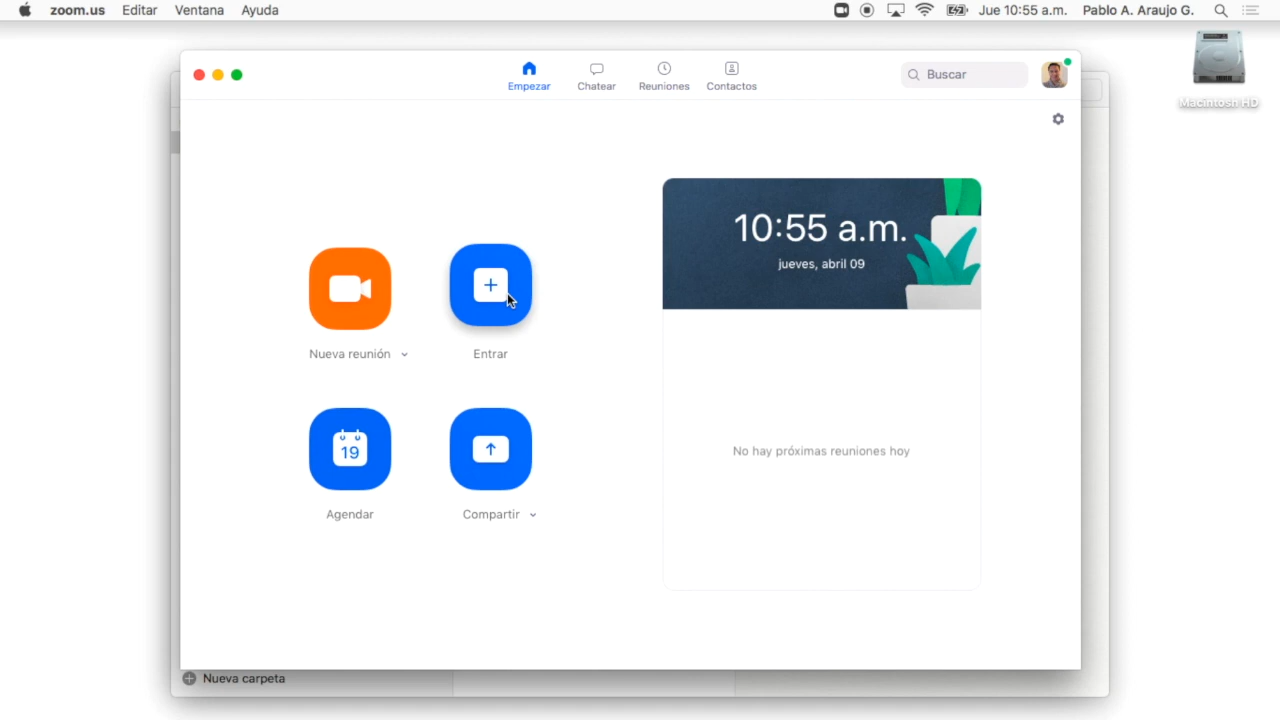 zoom.us Editar Ventana Ayuda Jue 10:55 a.m. Pablo A. Araujo G.
Macintosh HD
Empezar Chatear Reuniones Contactos Buscar
10:55 a.m.
jueves, abril 09
Nueva reunión Entrar
No hay próximas reuniones hoy
19
Agendar Compartir
Nueva carpeta